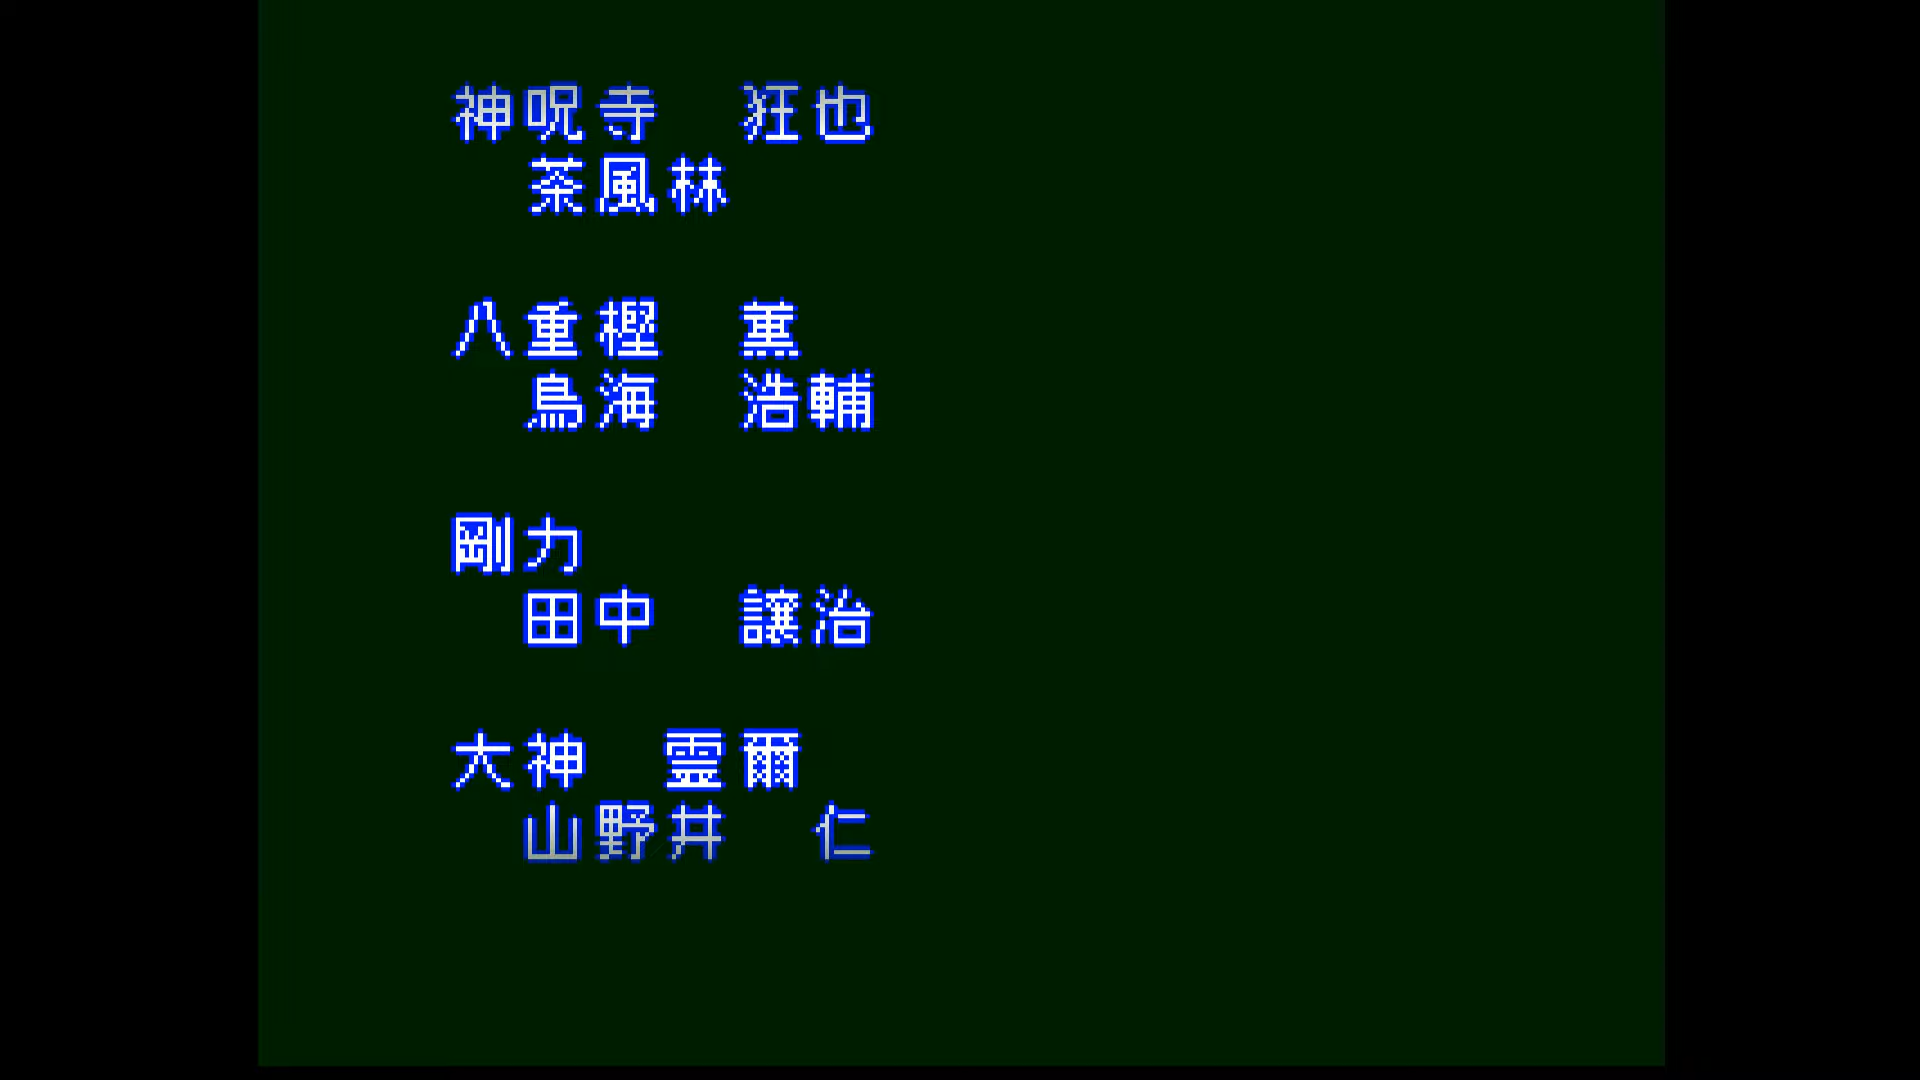 神呪寺　狂也
茶風林
八重樫　薫
鳥海　浩輔
剛力
田中　譲治
大神　霊爾
山野井　仁